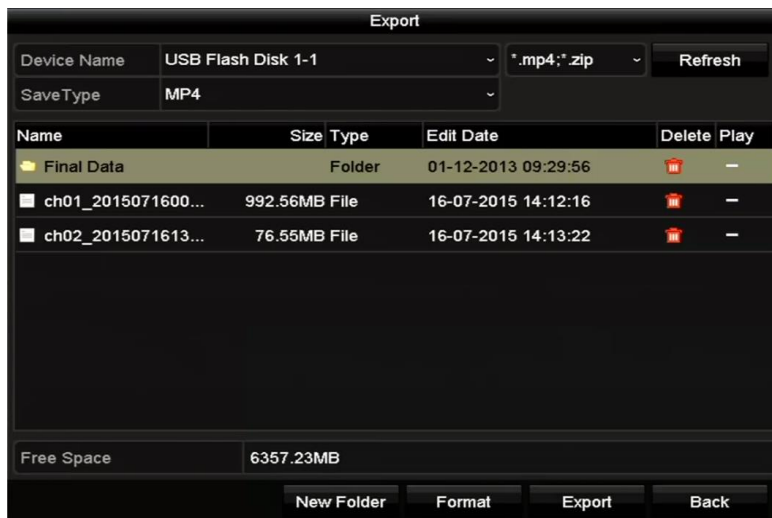 Export
Device Name USB Flash Disk 1-1 *.mp4;*.zip Refresh
SaveType MP4
Name Size Type Edit Date Delete Play
Final Data Folder 01-12-2013 09:29:56 –
ch01_2015071600... 992.56MB File 16-07-2015 14:12:16 –
ch02_2015071613... 76.55MB File 16-07-2015 14:13:22 –
Free Space 6357.23MB
New Folder Format Export Back